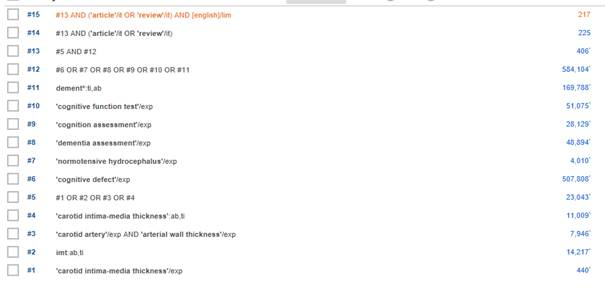 #15 #13 AND ('article'/it OR 'review'/it) AND [english]/lim 217
#14 #13 AND ('article'/it OR 'review'/it) 225
#13 #5 AND #12 406
#12 #6 OR #7 OR #8 OR #9 OR #10 OR #11 584,104
#11 dement*:ti,ab 169,788
#10 'cognitive function test'/exp 51,075
#9 'cognition assessment'/exp 28,129
#8 'dementia assessment'/exp 48,894
#7 'normotensive hydrocephalus'/exp 4,010
#6 'cognitive defect'/exp 507,808
#5 #1 OR #2 OR #3 OR #4 23,043
#4 'carotid intima-media thickness':ab,ti 11,009
#3 'carotid artery'/exp AND 'arterial wall thickness'/exp 7,946
#2 imt:ab,ti 14,217
#1 'carotid intima-media thickness'/exp 440